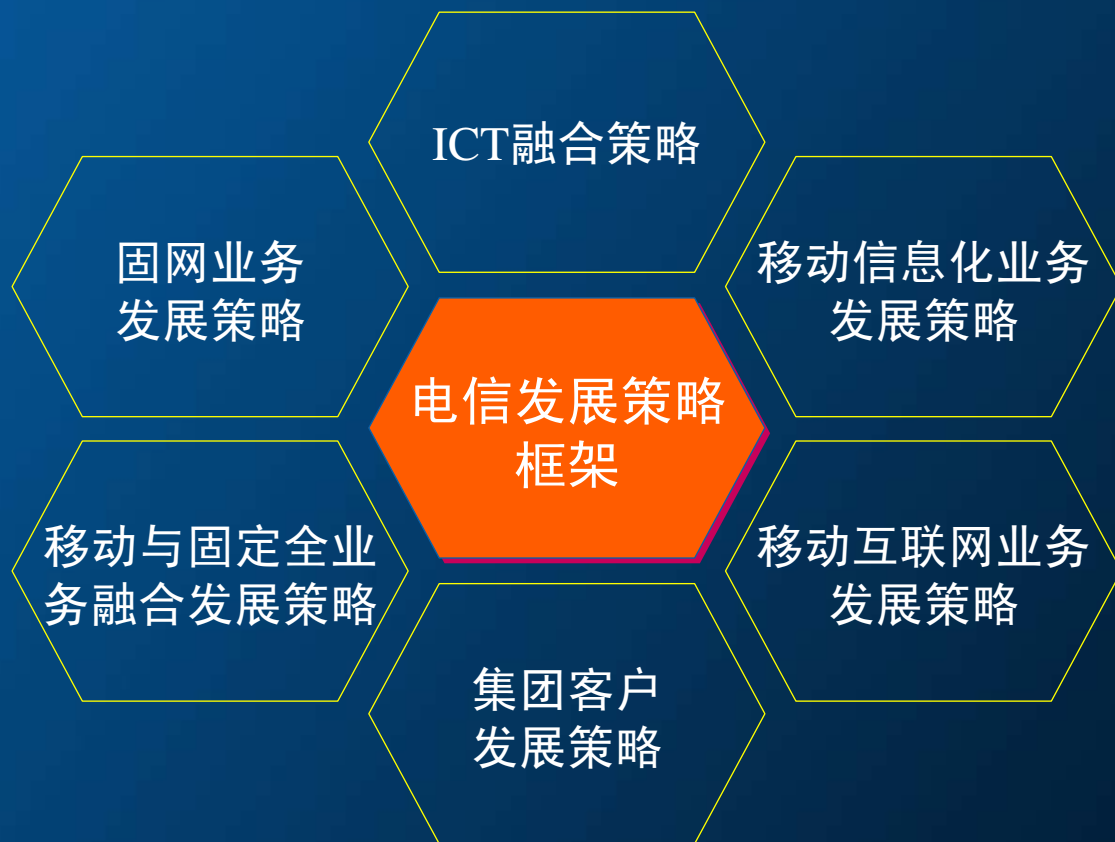 ICT融合策略
固网业务
发展策略
移动信息化业务
发展策略
电信发展策略
框架
移动与固定全业
务融合发展策略
移动互联网业务
发展策略
集团客户
发展策略